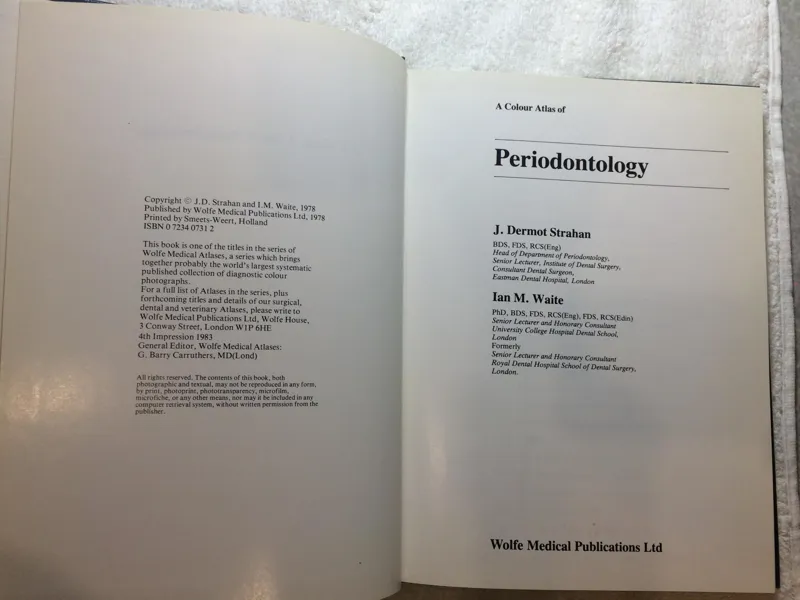 Copyright © J.D. Strahan and I.M. Waite, 1978
Published by Wolfe Medical Publications Ltd, 1978
Printed by Smeets-Weert, Holland
ISBN 0 7234 0731 2
This book is one of the titles in the series of
Wolfe Medical Atlases, a series which brings
together probably the world's largest systematic
published collection of diagnostic colour
photographs.
For a full list of Atlases in the series, plus
forthcoming titles and details of our surgical,
dental and veterinary Atlases, please write to
Wolfe Medical Publications Ltd, Wolfe House,
3 Conway Street, London W1P 6HE
4th Impression 1983
General Editor, Wolfe Medical Atlases:
G. Barry Carruthers, MD(Lond)
All rights reserved. The contents of this book, both
photographic and textual, may not be reproduced in any form,
by print, photoprint, phototransparency, microfilm,
microfiche, or any other means, nor may it be included in any
computer retrieval system, without written permission from the
publisher.
A Colour Atlas of
Periodontology
J. Dermot Strahan
BDS, FDS, RCS(Eng)
Head of Department of Periodontology,
Senior Lecturer, Institute of Dental Surgery,
Consultant Dental Surgeon,
Eastman Dental Hospital, London
Ian M. Waite
PhD, BDS, FDS, RCS(Eng), FDS, RCS(Edin)
Senior Lecturer and Honorary Consultant
University College Hospital Dental School,
London
Formerly
Senior Lecturer and Honorary Consultant
Royal Dental Hospital School of Dental Surgery,
London.
Wolfe Medical Publications Ltd